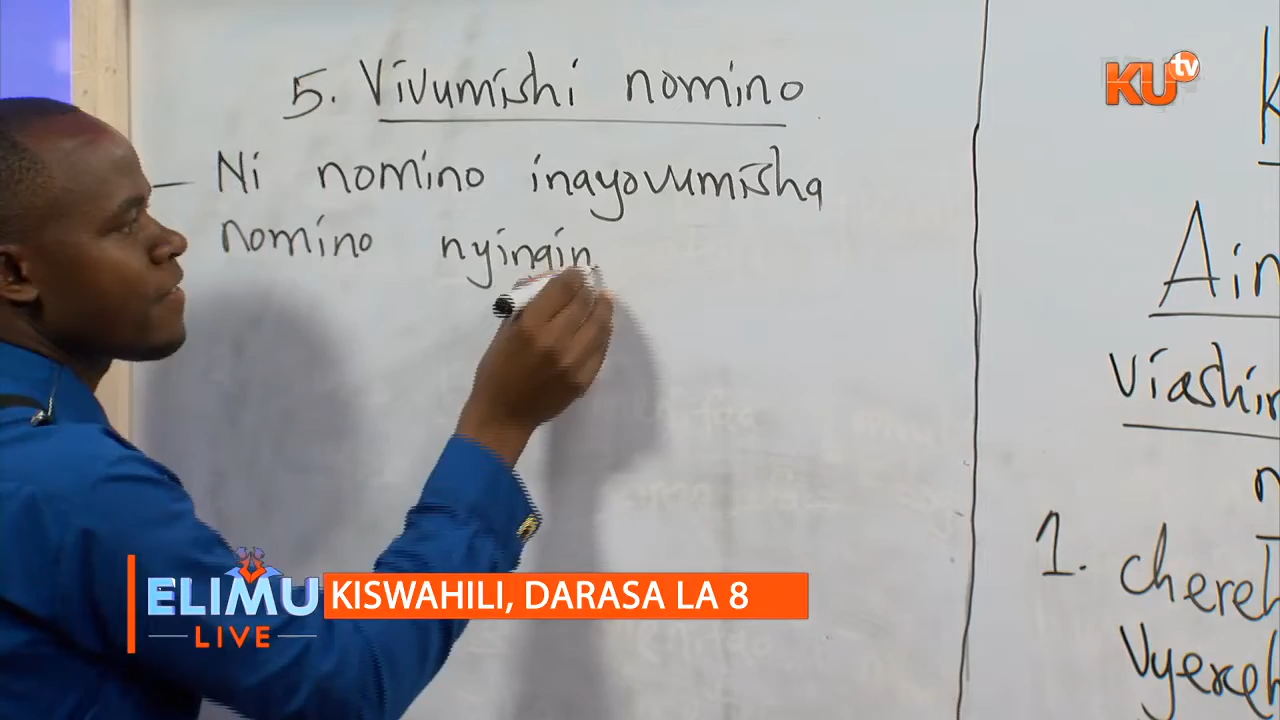 5. Vivumishi nomino
– Ni nomino inayovumisha
nomino nyingin
KU tv
K
Ain
Viashir
1. chereh
Vyereh
ELIMU
LIVE
KISWAHILI, DARASA LA 8